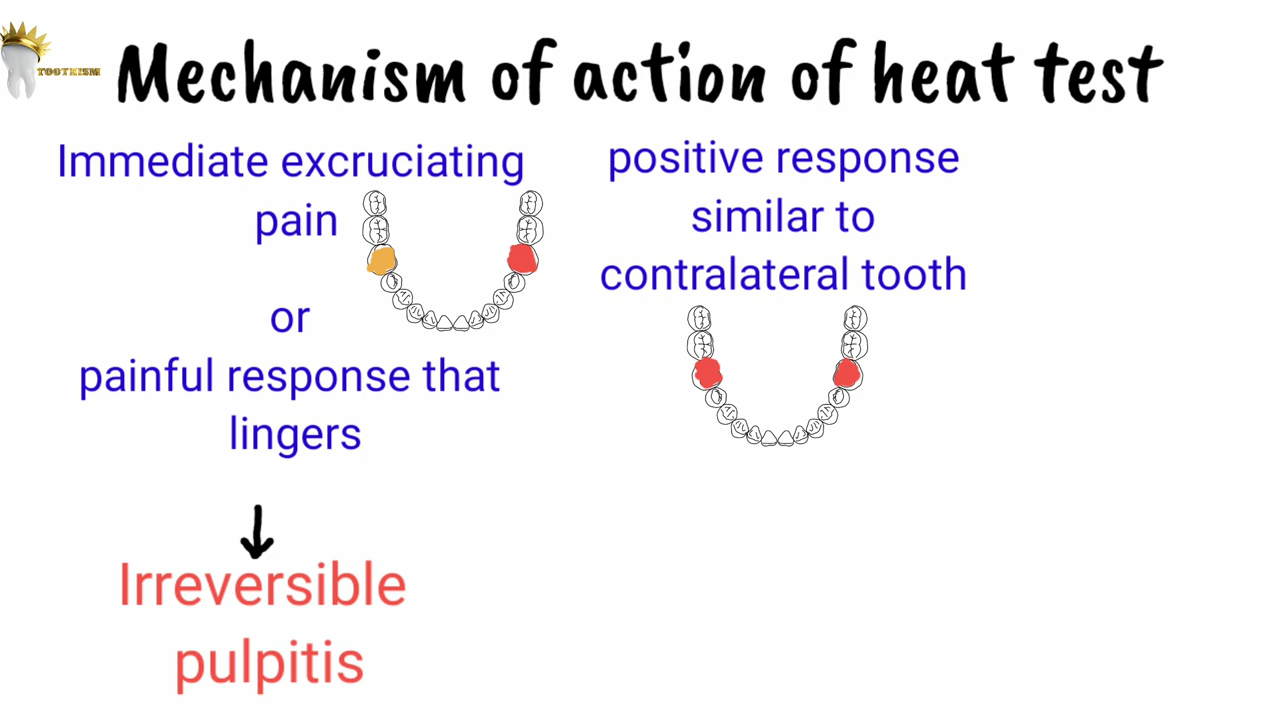 TOOTHISM
Mechanism of action of heat test
Immediate excruciating
pain
or
painful response that
lingers
Irreversible
pulpitis
positive response
similar to
contralateral tooth